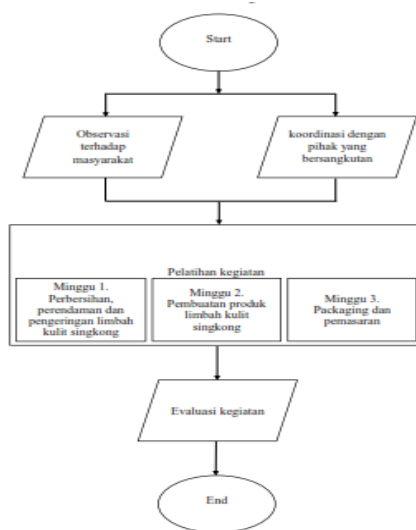 Start
Observasi
terhadap
masyarakat
koordinasi dengan
pihak yang
bersangkutan
Pelatihan kegiatan
Minggu 1.
Perbersihan,
perendaman dan
pengeringan limbah
kulit singkong
Minggu 2.
Pembuatan produk
limbah kulit
singkong
Minggu 3.
Packaging dan
pemasaran
Evaluasi kegiatan
End